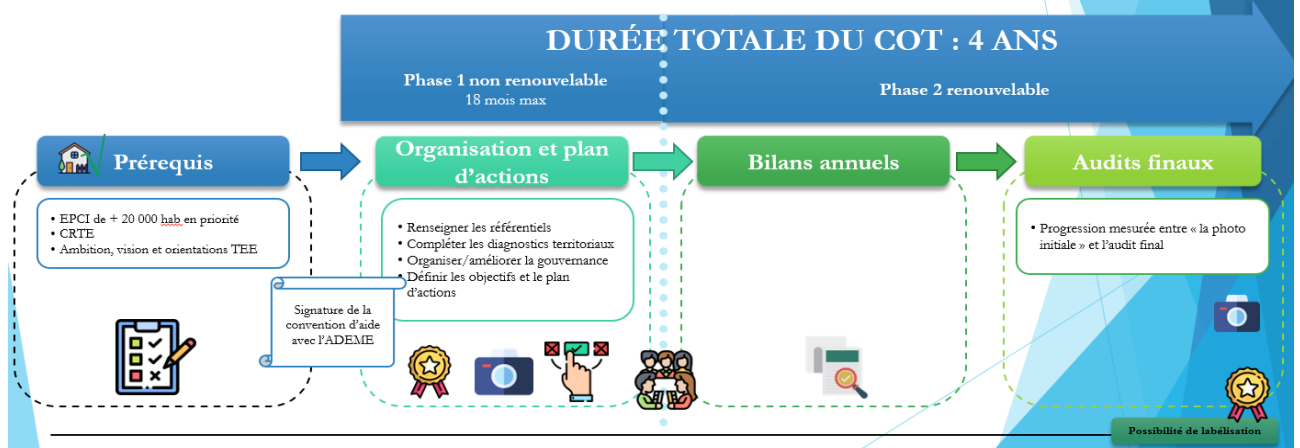 DURÉE TOTALE DU COT : 4 ANS
Phase 1 non renouvelable
18 mois max
Phase 2 renouvelable
Prérequis
Organisation et plan
d’actions
Bilans annuels
Audits finaux
• EPCI de + 20 000 hab en priorité
• CRTE
• Ambition, vision et orientations TEE
Signature de la
convention d’aide
avec l’ADEME
• Renseigner les référentiels
• Compléter les diagnostics territoriaux
• Organiser/améliorer la gouvernance
• Définir les objectifs et le plan
d’actions
• Progression mesurée entre « la photo
initiale » et l’audit final
Possibilité de labélisation